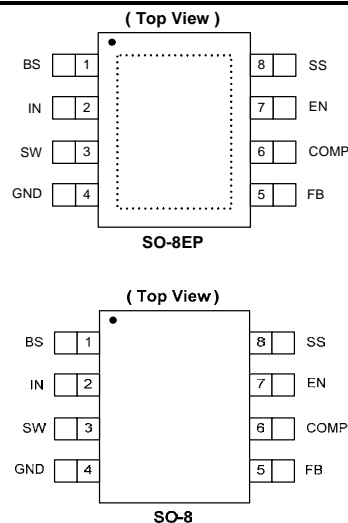 ( Top View )
BS 1 8 SS
IN 2 7 EN
SW 3 6 COMP
GND 4 5 FB
SO-8EP
( Top View )
BS 1 8 SS
IN 2 7 EN
SW 3 6 COMP
GND 4 5 FB
SO-8